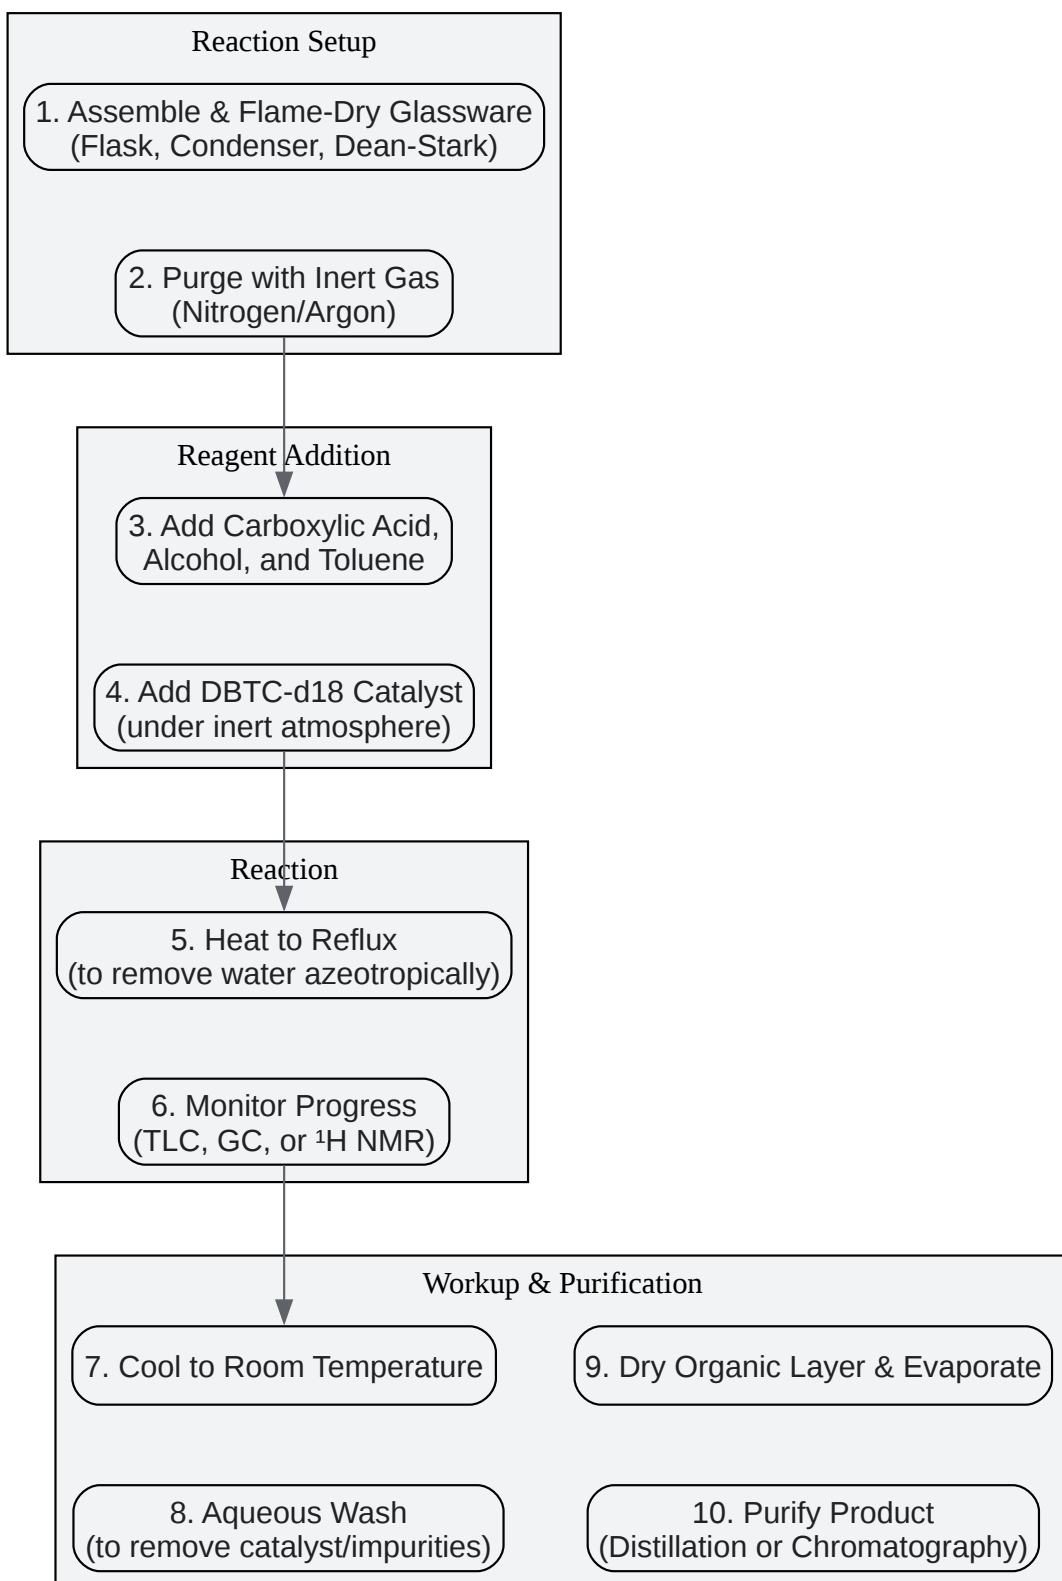 Reaction Setup
1. Assemble & Flame-Dry Glassware
(Flask, Condenser, Dean-Stark)
2. Purge with Inert Gas
(Nitrogen/Argon)
Reagent Addition
3. Add Carboxylic Acid,
Alcohol, and Toluene
4. Add DBTC-d18 Catalyst
(under inert atmosphere)
Reaction
5. Heat to Reflux
(to remove water azeotropically)
6. Monitor Progress
(TLC, GC, or ¹H NMR)
Workup & Purification
7. Cool to Room Temperature
8. Aqueous Wash
(to remove catalyst/impurities)
9. Dry Organic Layer & Evaporate
10. Purify Product
(Distillation or Chromatography)